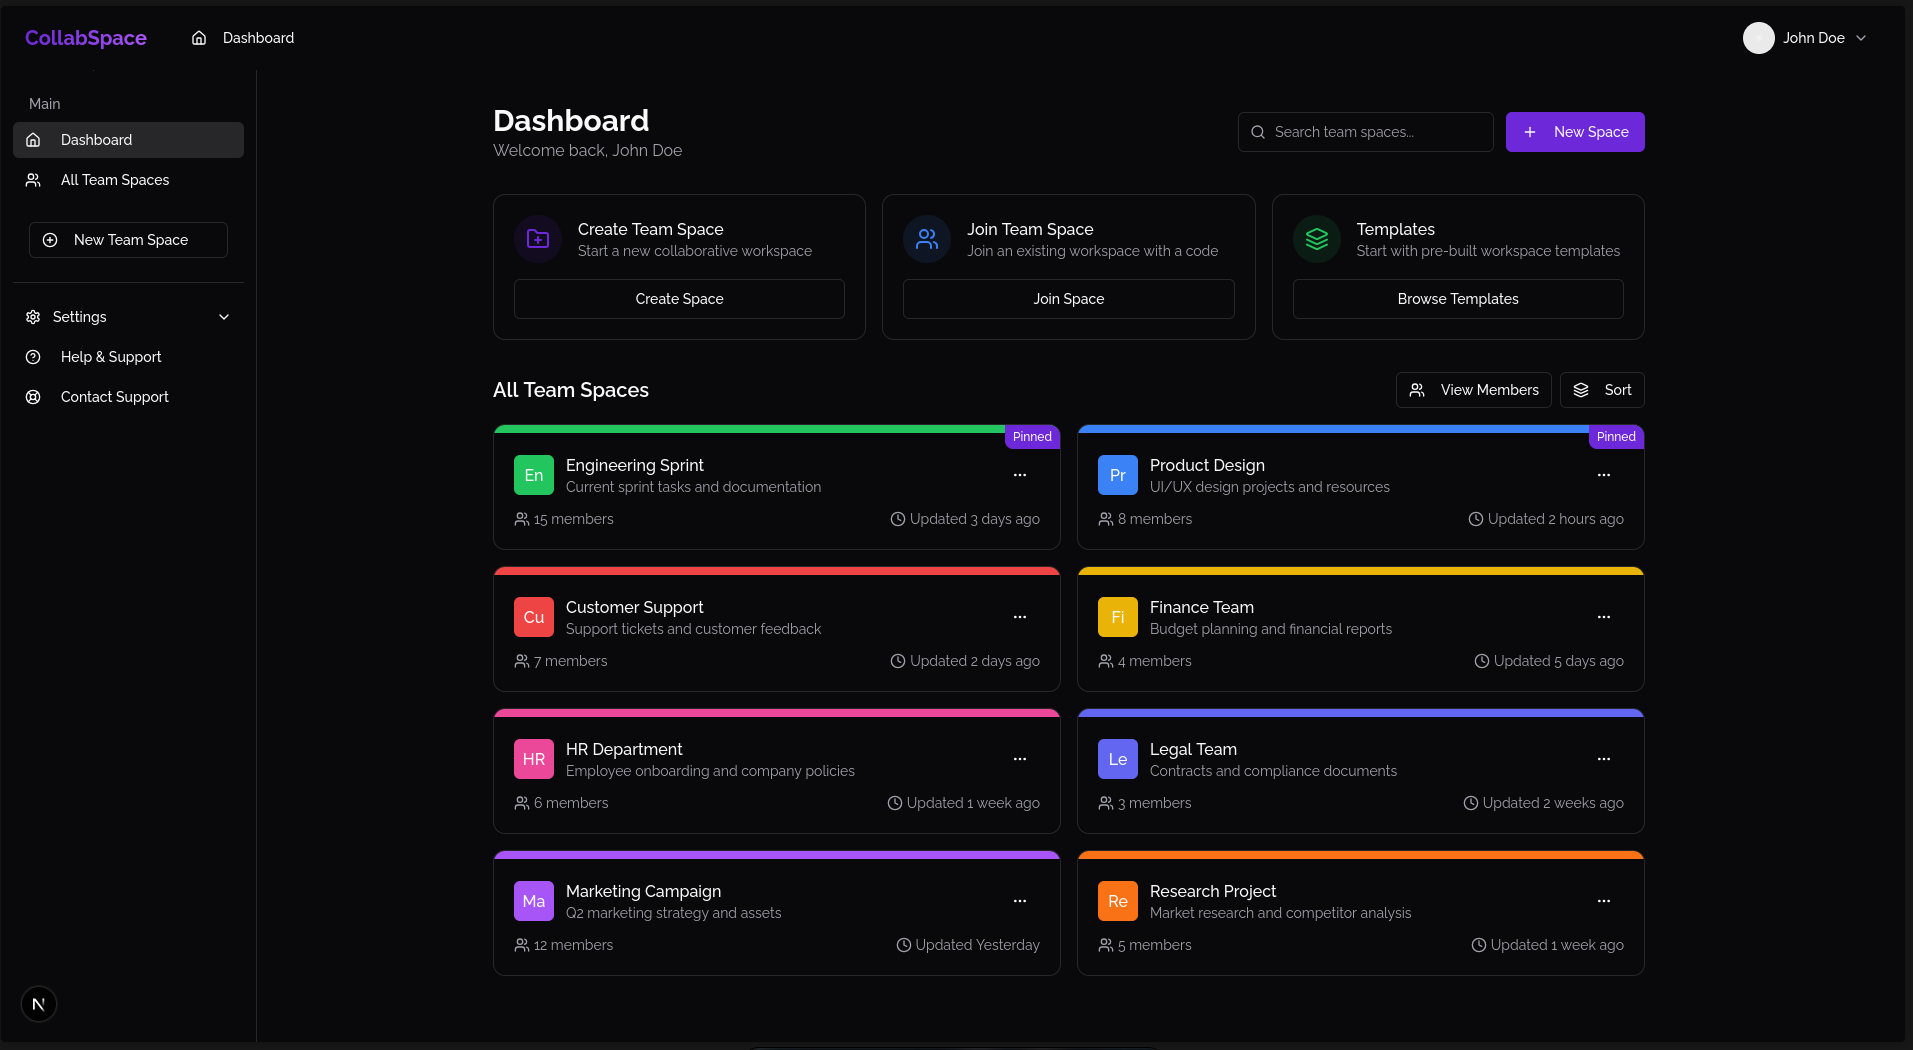 CollabSpace
Dashboard
John Doe
Main
Dashboard
All Team Spaces
New Team Space
Settings
Help & Support
Contact Support
N
Dashboard
Welcome back, John Doe
Search team spaces...
New Space
Create Team Space
Start a new collaborative workspace
Create Space
Join Team Space
Join an existing workspace with a code
Join Space
Templates
Start with pre-built workspace templates
Browse Templates
All Team Spaces
View Members
Sort
Pinned
En
Engineering Sprint
Current sprint tasks and documentation
15 members
Updated 3 days ago
Pinned
Pr
Product Design
UI/UX design projects and resources
8 members
Updated 2 hours ago
Cu
Customer Support
Support tickets and customer feedback
7 members
Updated 2 days ago
Fi
Finance Team
Budget planning and financial reports
4 members
Updated 5 days ago
HR
HR Department
Employee onboarding and company policies
6 members
Updated 1 week ago
Le
Legal Team
Contracts and compliance documents
3 members
Updated 2 weeks ago
Ma
Marketing Campaign
Q2 marketing strategy and assets
12 members
Updated Yesterday
Re
Research Project
Market research and competitor analysis
5 members
Updated 1 week ago